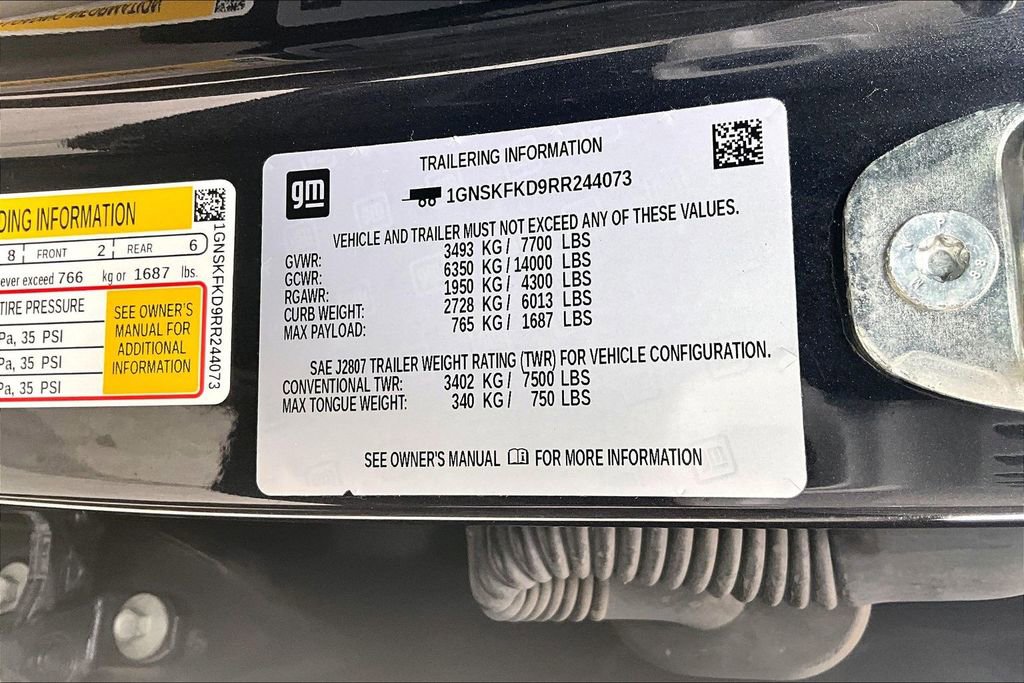 DING INFORMATION
8 FRONT 2 REAR 6
ever exceed 766 kg or 1687 lbs.
TIRE PRESSURE
Pa, 35 PSI
Pa, 35 PSI
Pa, 35 PSI
SEE OWNER'S
MANUAL FOR
ADDITIONAL
INFORMATION
1GNSKFKD9RR244073
gm
TRAILERING INFORMATION
1GNSKFKD9RR244073
VEHICLE AND TRAILER MUST NOT EXCEED ANY OF THESE VALUES.
GVWR: 3493 KG / 7700 LBS
GCWR: 6350 KG / 14000 LBS
RGAWR: 1950 KG / 4300 LBS
CURB WEIGHT: 2728 KG / 6013 LBS
MAX PAYLOAD: 765 KG / 1687 LBS
SAE J2807 TRAILER WEIGHT RATING (TWR) FOR VEHICLE CONFIGURATION.
CONVENTIONAL TWR: 3402 KG / 7500 LBS
MAX TONGUE WEIGHT: 340 KG / 750 LBS
SEE OWNER'S MANUAL FOR MORE INFORMATION